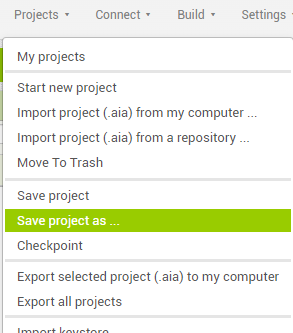 Projects Connect Build Settings
My projects
Start new project
Import project (.aia) from my computer ...
Import project (.aia) from a repository ...
Move To Trash
Save project
Save project as ...
Checkpoint
Export selected project (.aia) to my computer
Export all projects
Import keystore